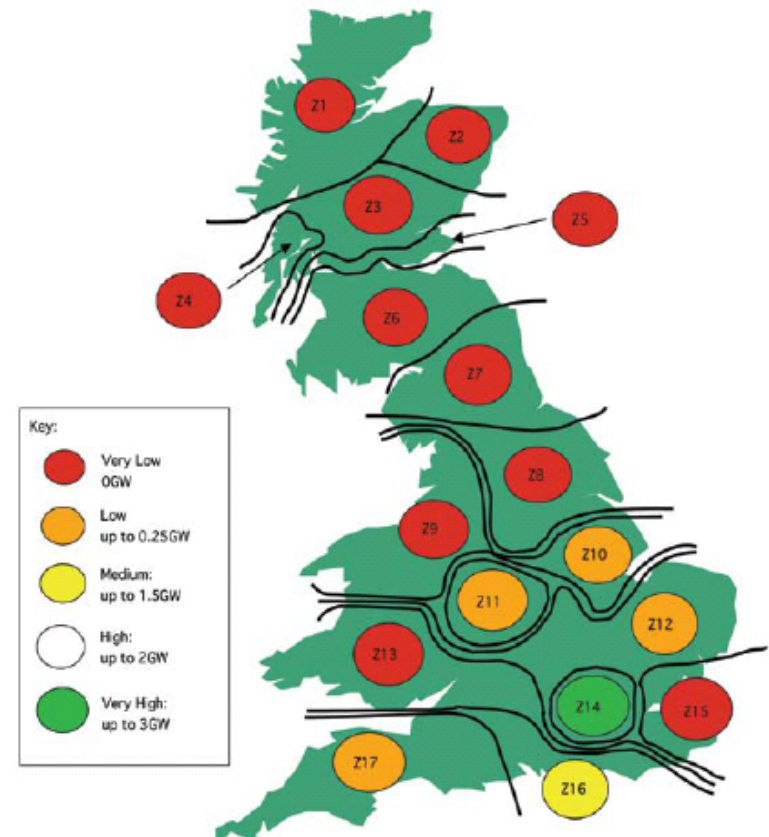 Z1
Z2
Z3
Z5
Z4
Z6
Z7
Key:
Very Low
0GW
Low
up to 0.25GW
Medium:
up to 1.5GW
High:
up to 2GW
Very High:
up to 3GW
Z8
Z9
Z10
Z11
Z12
Z13
Z14
Z15
Z17
Z16